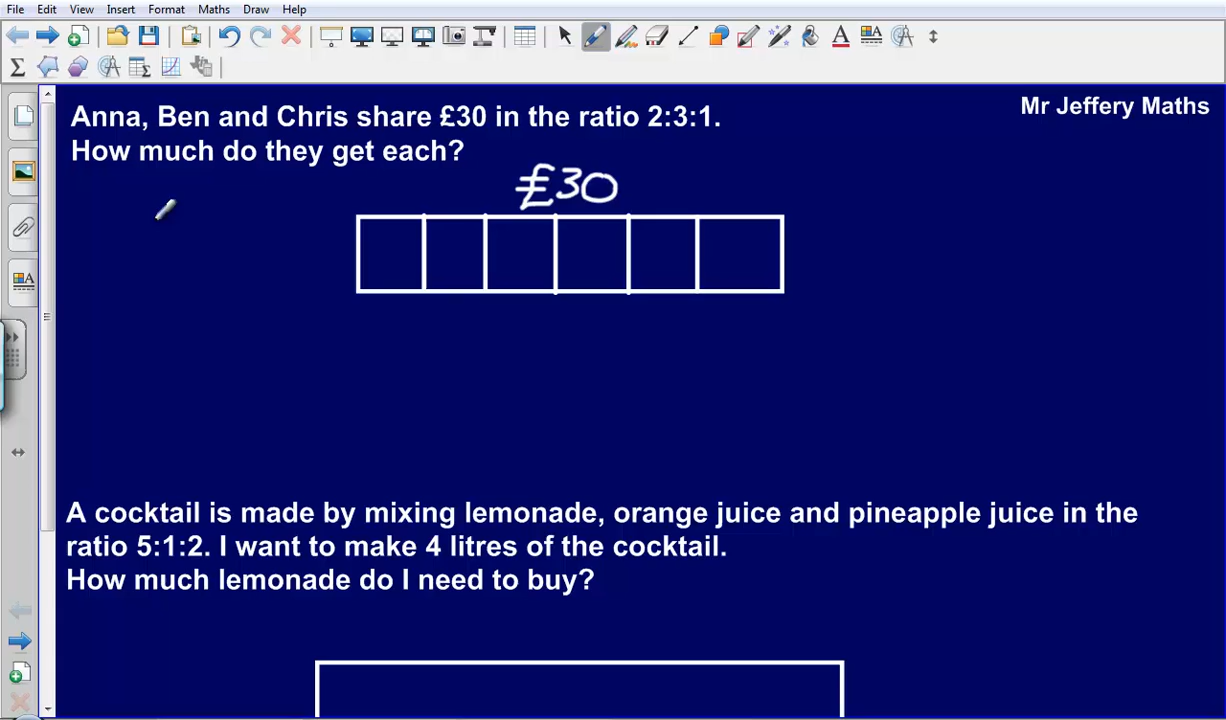 File Edit View Insert Format Maths Draw Help
Anna, Ben and Chris share £30 in the ratio 2:3:1.
Mr Jeffery Maths
How much do they get each?
£30
A cocktail is made by mixing lemonade, orange juice and pineapple juice in the
ratio 5:1:2. I want to make 4 litres of the cocktail.
How much lemonade do I need to buy?